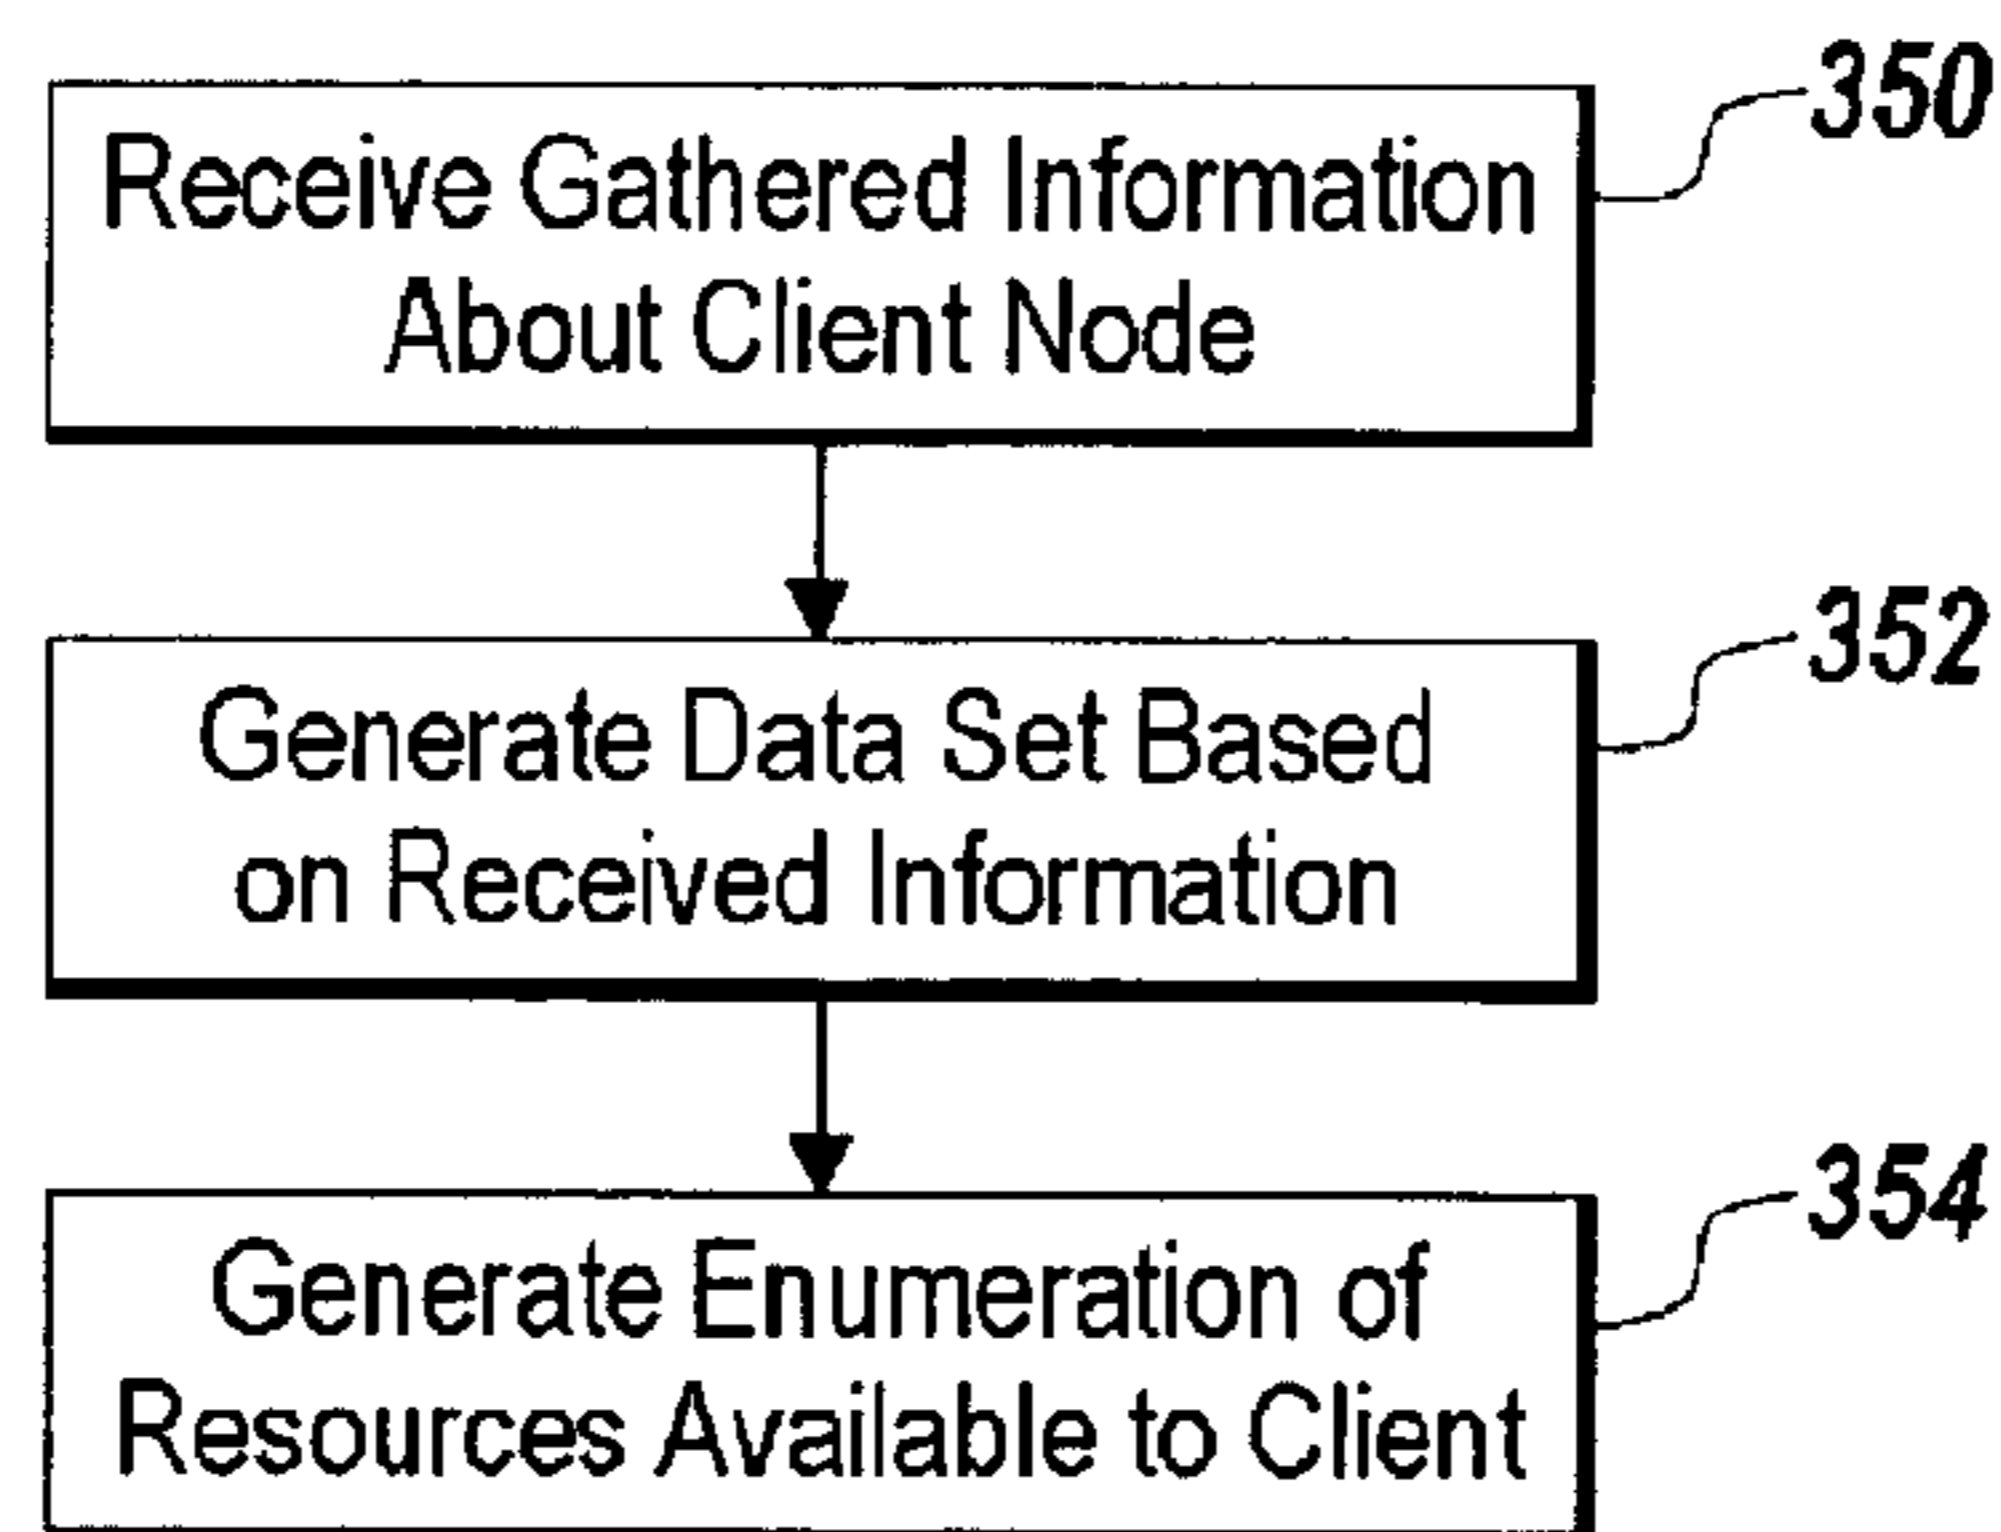 350
Receive Gathered Information
About Client Node
352
Generate Data Set Based
on Received Information
354
Generate Enumeration of
Resources Available to Client